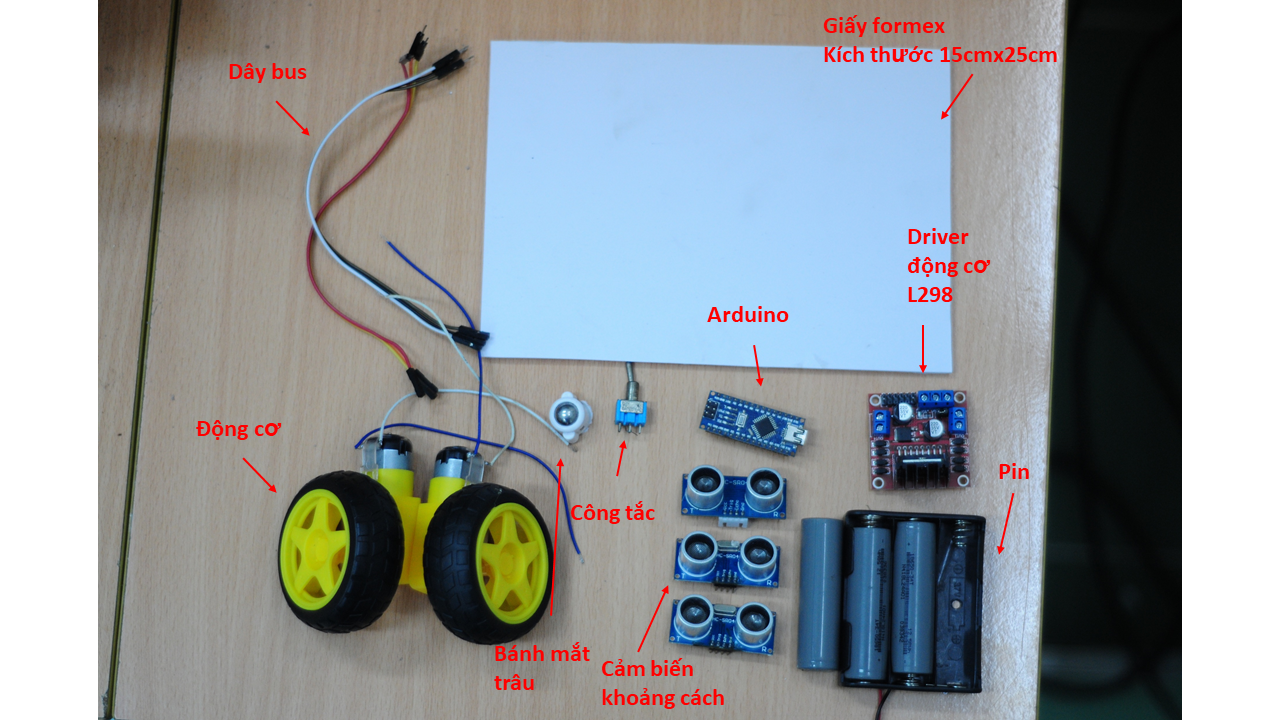 Giấy formex
Kích thước 15cmx25cm
Dây bus
Driver
động cơ
L298
Arduino
Động cơ
Pin
Công tắc
Bánh mắt
trâu
Cảm biến
khoảng cách